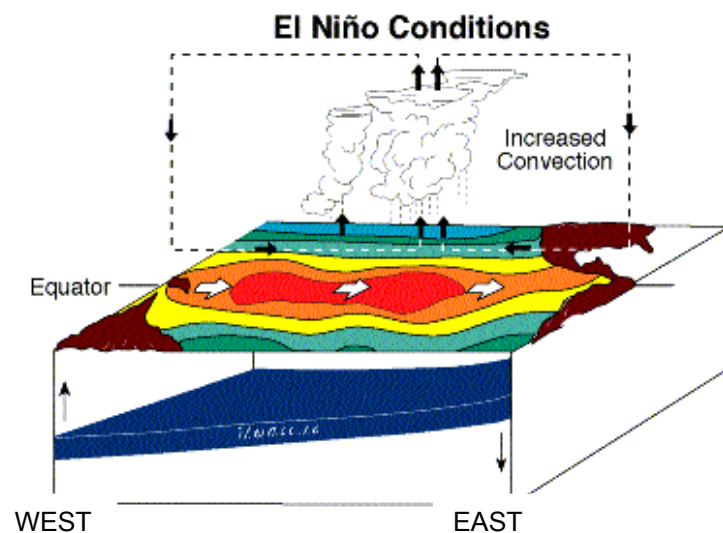 El Niño Conditions
Increased
Convection
Equator
WEST
EAST